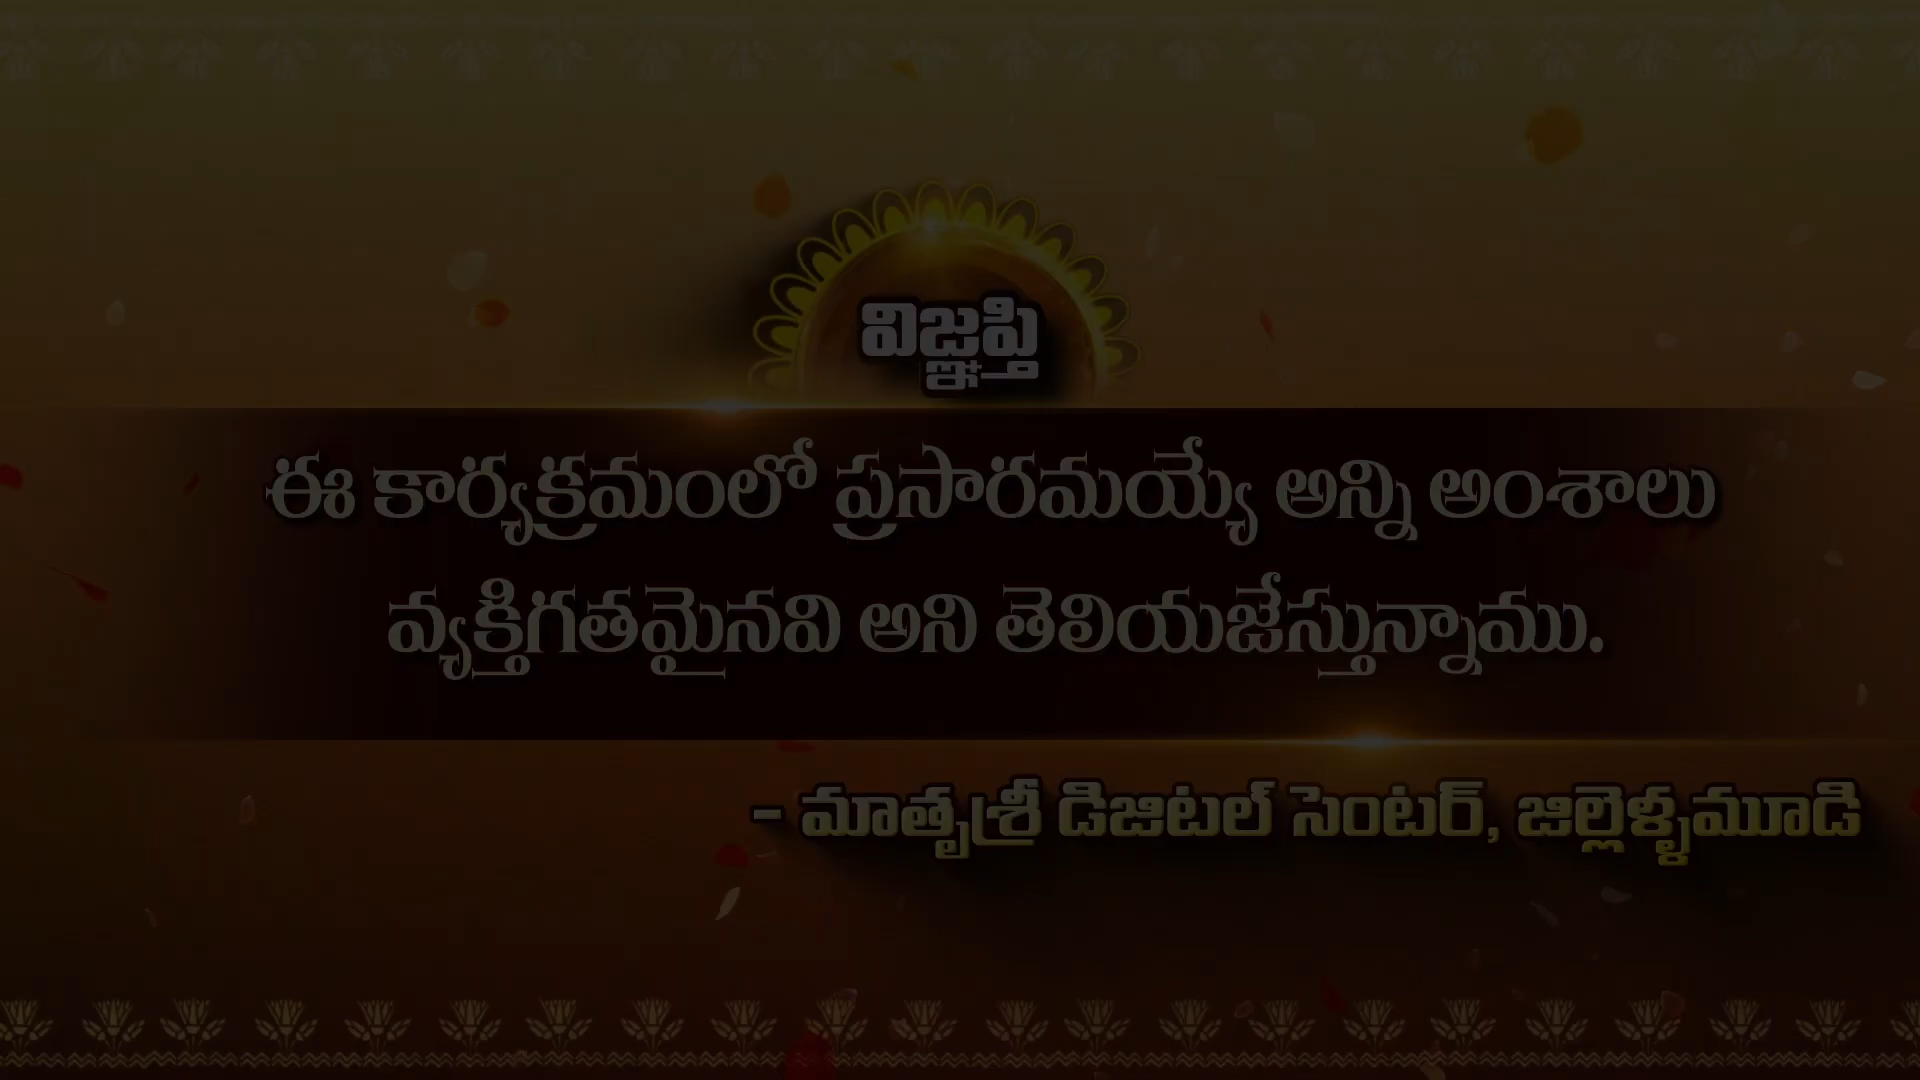 విజ్ఞప్తి
ఈ కార్యక్రమంలో ప్రసారమయ్యే అన్ని అంశాలు
వ్యక్తిగతమైనవి అని తెలియజేస్తున్నాము.
- మాతృశ్రీ డిజిటల్ సెంటర్, జిల్లెళ్ళమూడి